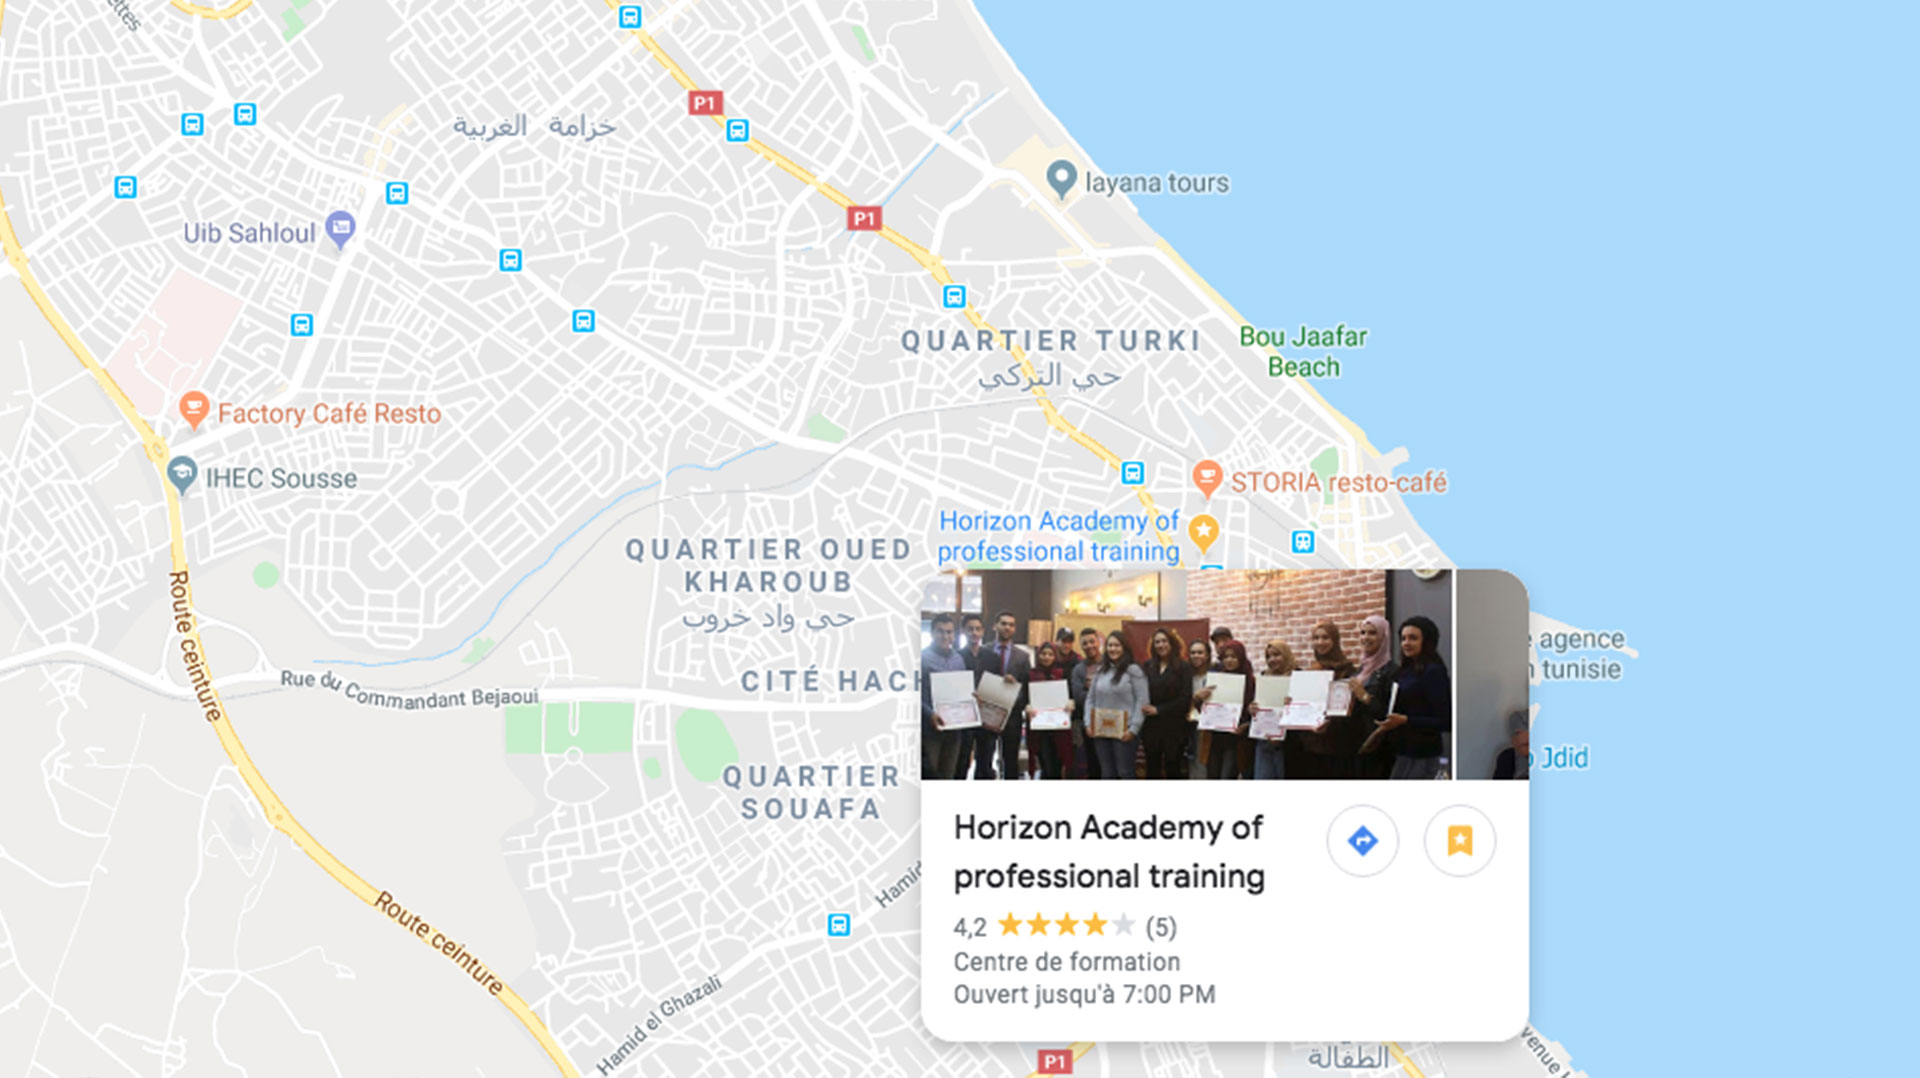 P1
خزامة الغربية
layana tours
P1
Uib Sahloul
QUARTIER TURKI
حي التركي
Bou Jaafar
Beach
Factory Café Resto
IHEC Sousse
STORIA resto-café
Horizon Academy of
professional training
QUARTIER OUED
KHAROUB
حي واد خروب
Route ceinture
agence
tunisie
Rue du Commandant Bejaoui
CITÉ HACH
Jdid
QUARTIER
SOUAFA
Horizon Academy of
professional training
4,2 (5)
Centre de formation
Ouvert jusqu'à 7:00 PM
Hamid
Route ceinture
Hamid el Ghazali
P1
الطفالة
venue